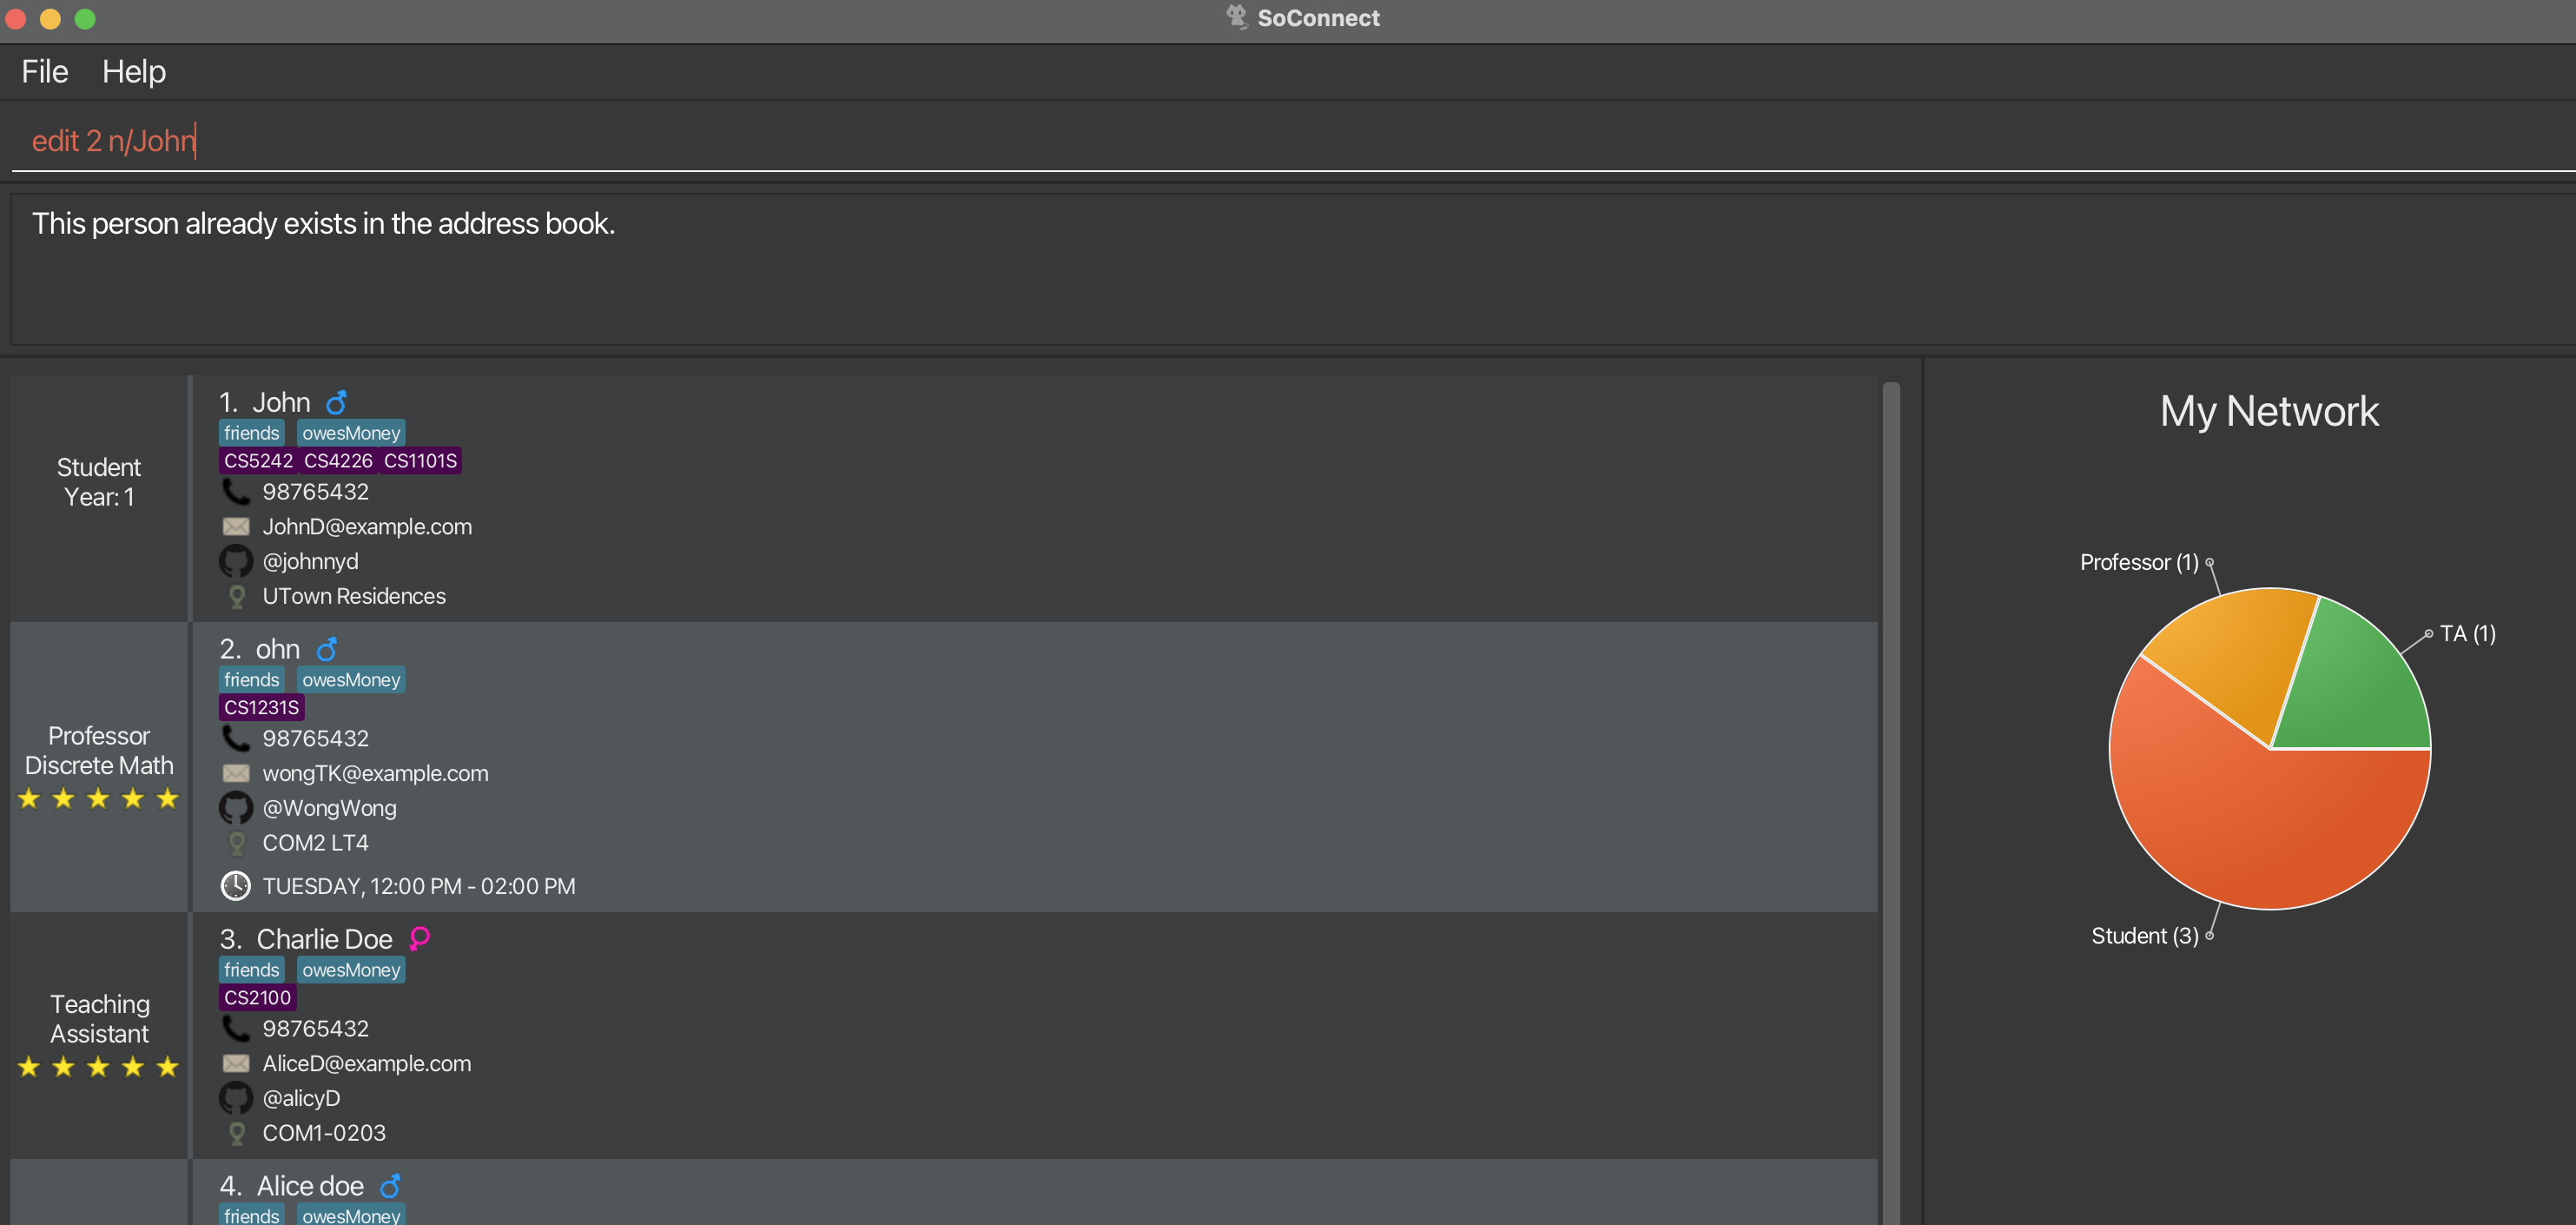 SoConnect
File Help
edit 2 n/John
This person already exists in the address book.
Student
Year: 1
1. John
friends owesMoney
CS5242 CS4226 CS1101S
98765432
JohnD@example.com
@johnnyd
UTown Residences
Professor
Discrete Math
2. ohn
friends owesMoney
CS1231S
98765432
wongTK@example.com
@WongWong
COM2 LT4
TUESDAY, 12:00 PM - 02:00 PM
Teaching
Assistant
3. Charlie Doe
friends owesMoney
CS2100
98765432
AliceD@example.com
@alicyD
COM1-0203
4. Alice doe
friends owesMoney
My Network
Professor (1)
TA (1)
Student (3)